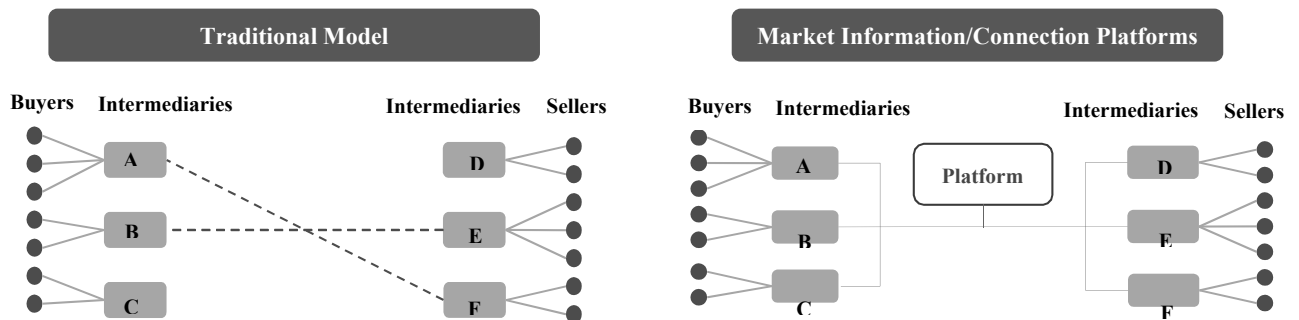 Traditional Model
Market Information/Connection Platforms
Buyers Intermediaries Intermediaries Sellers
A D
B E
C F
Buyers Intermediaries Intermediaries Sellers
Platform
A D
B E
C F